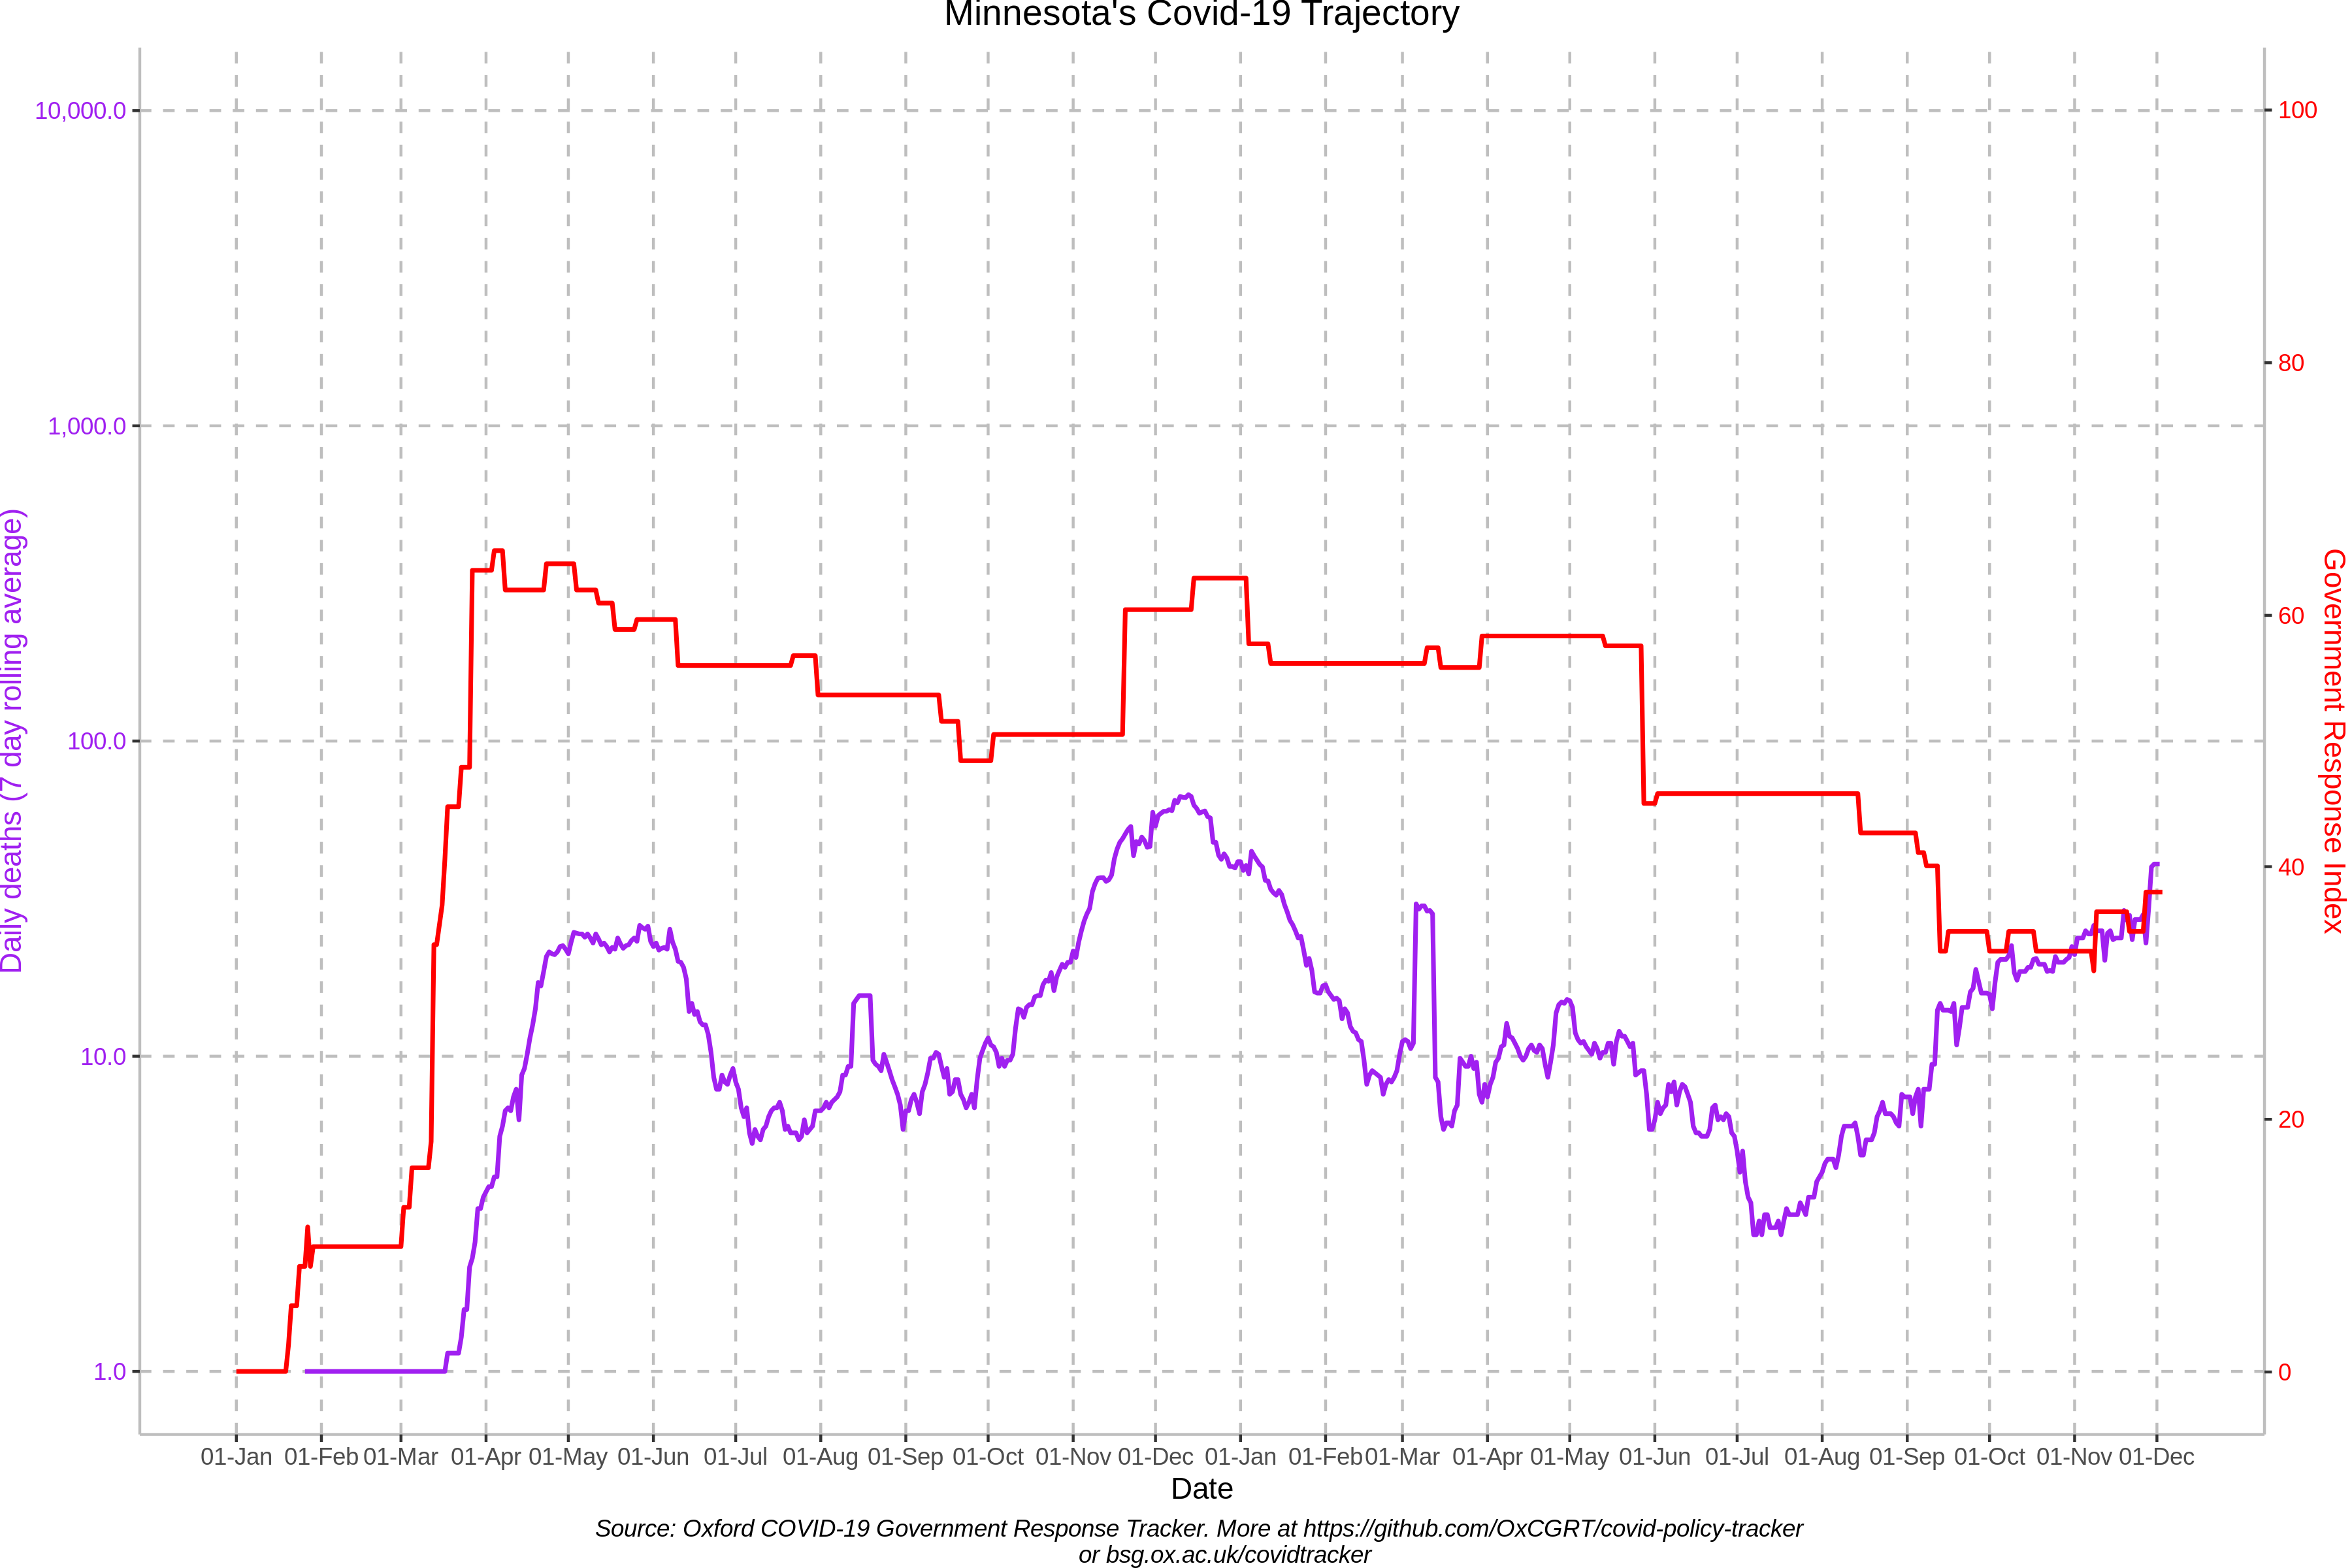 Minnesota's Covid-19 Trajectory
10,000.0
1,000.0
100.0
10.0
1.0
Daily deaths (7 day rolling average)
100
80
60
40
20
0
Government Response Index
01-Jan 01-Feb 01-Mar 01-Apr 01-May 01-Jun 01-Jul 01-Aug 01-Sep 01-Oct 01-Nov 01-Dec 01-Jan 01-Feb 01-Mar 01-Apr 01-May 01-Jun 01-Jul 01-Aug 01-Sep 01-Oct 01-Nov 01-Dec
Date
Source: Oxford COVID-19 Government Response Tracker. More at https://github.com/OxCGRT/covid-policy-tracker
or bsg.ox.ac.uk/covidtracker